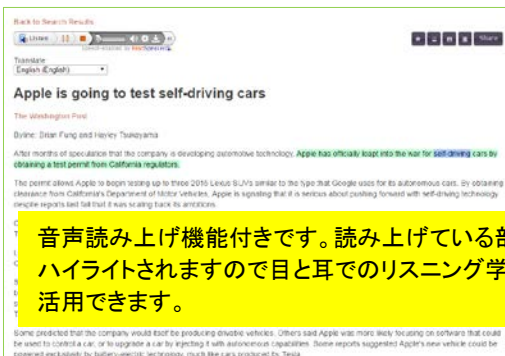 Back to Search Results
Listen
speech-enabled by ReadSpeaker
Share
Translate
English (English)
Apple is going to test self-driving cars
The Washington Post
Byline: Brian Fung and Hayley Tsukayama
After months of speculation that the company is developing automotive technology, Apple has officially leapt into the war for self-driving cars by
obtaining a test permit from California regulators.
The permit allows Apple to begin testing up to three 2015 Lexus SUVs similar to the type that Google uses for its autonomous cars. By obtaining
clearance from California's Department of Motor Vehicles, Apple is signaling that it is serious about pushing forward with self-driving technology
despite reports last fall that it was scaling back its ambitions.
音声読み上げ機能付きです。読み上げている部
ハイライトされますので目と耳でのリスニング学
活用できます。
Some predicted that the company would itself be producing drivable vehicles. Others said Apple was more likely focusing on software that could
be used to control a car, or to upgrade a car by injecting it with autonomous capabilities. Some reports suggested Apple's new vehicle could be
powered exclusively by battery-electric technology, much like cars produced by Tesla.